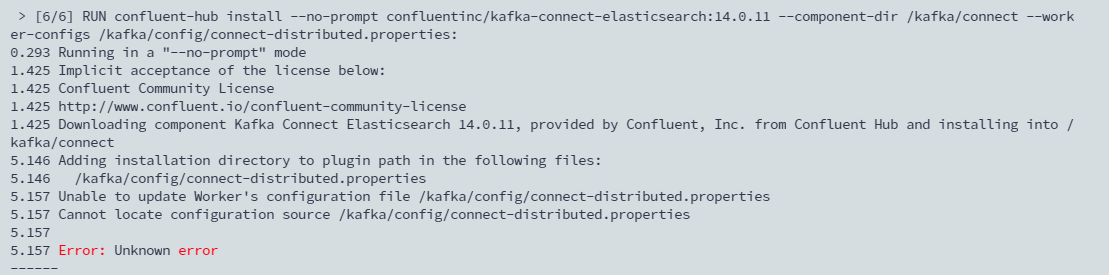 > [6/6] RUN confluent-hub install --no-prompt confluentinc/kafka-connect-elasticsearch:14.0.11 --component-dir /kafka/connect --work
er-configs /kafka/config/connect-distributed.properties:
0.293 Running in a "--no-prompt" mode
1.425 Implicit acceptance of the license below:
1.425 Confluent Community License
1.425 http://www.confluent.io/confluent-community-license
1.425 Downloading component Kafka Connect Elasticsearch 14.0.11, provided by Confluent, Inc. from Confluent Hub and installing into /
kafka/connect
5.146 Adding installation directory to plugin path in the following files:
5.146   /kafka/config/connect-distributed.properties
5.157 Unable to update Worker's configuration file /kafka/config/connect-distributed.properties
5.157 Cannot locate configuration source /kafka/config/connect-distributed.properties
5.157
5.157 Error: Unknown error
------